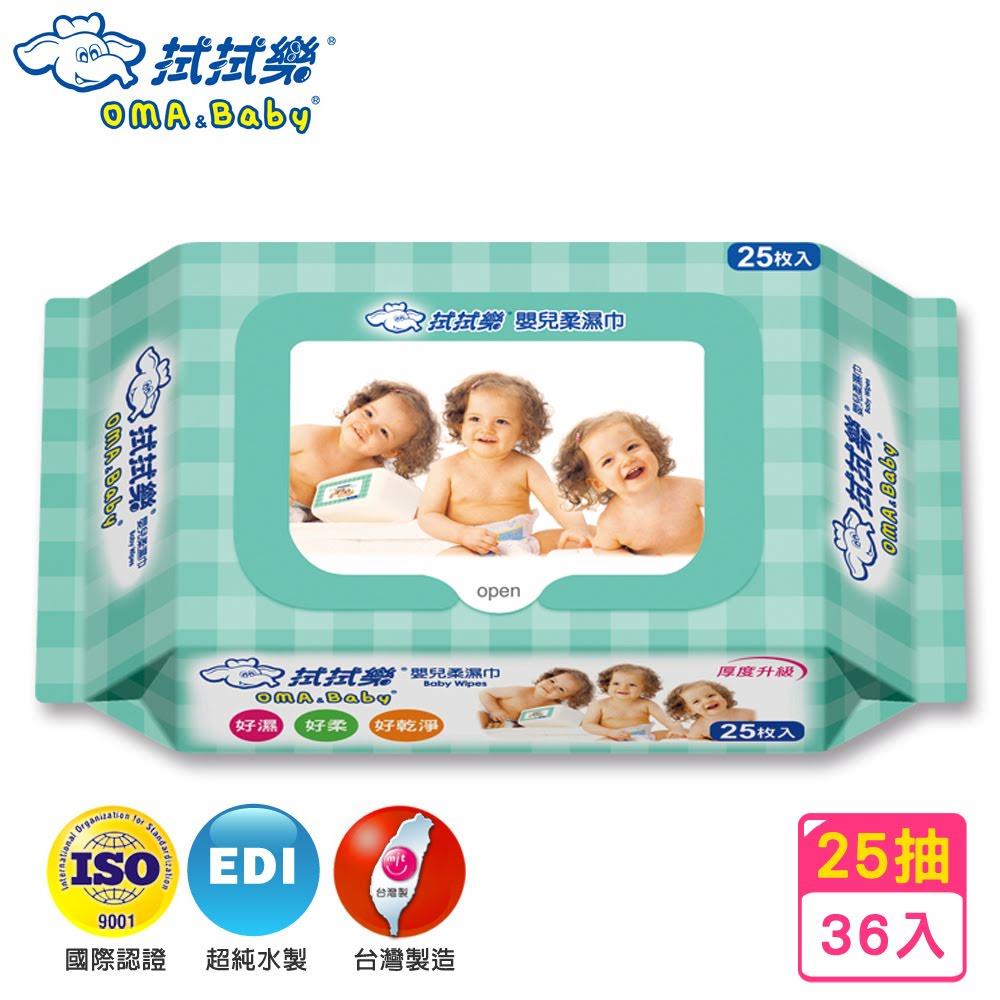 拭拭樂®
OMA&Baby®
25枚入
拭拭樂®嬰兒柔濕巾
open
拭拭樂®
OMA&Baby®
嬰兒柔濕巾
Baby Wipes
拭拭樂®
OMA&Baby®
嬰兒柔濕巾
Baby Wipes
拭拭樂®嬰兒柔濕巾
Baby Wipes
OMA&Baby®
厚度升級
好濕 好柔 好乾淨
25枚入
International Organization for Standardization
ISO
9001
國際認證
EDI
超純水製
mit
台灣製
台灣製造
25抽
36入